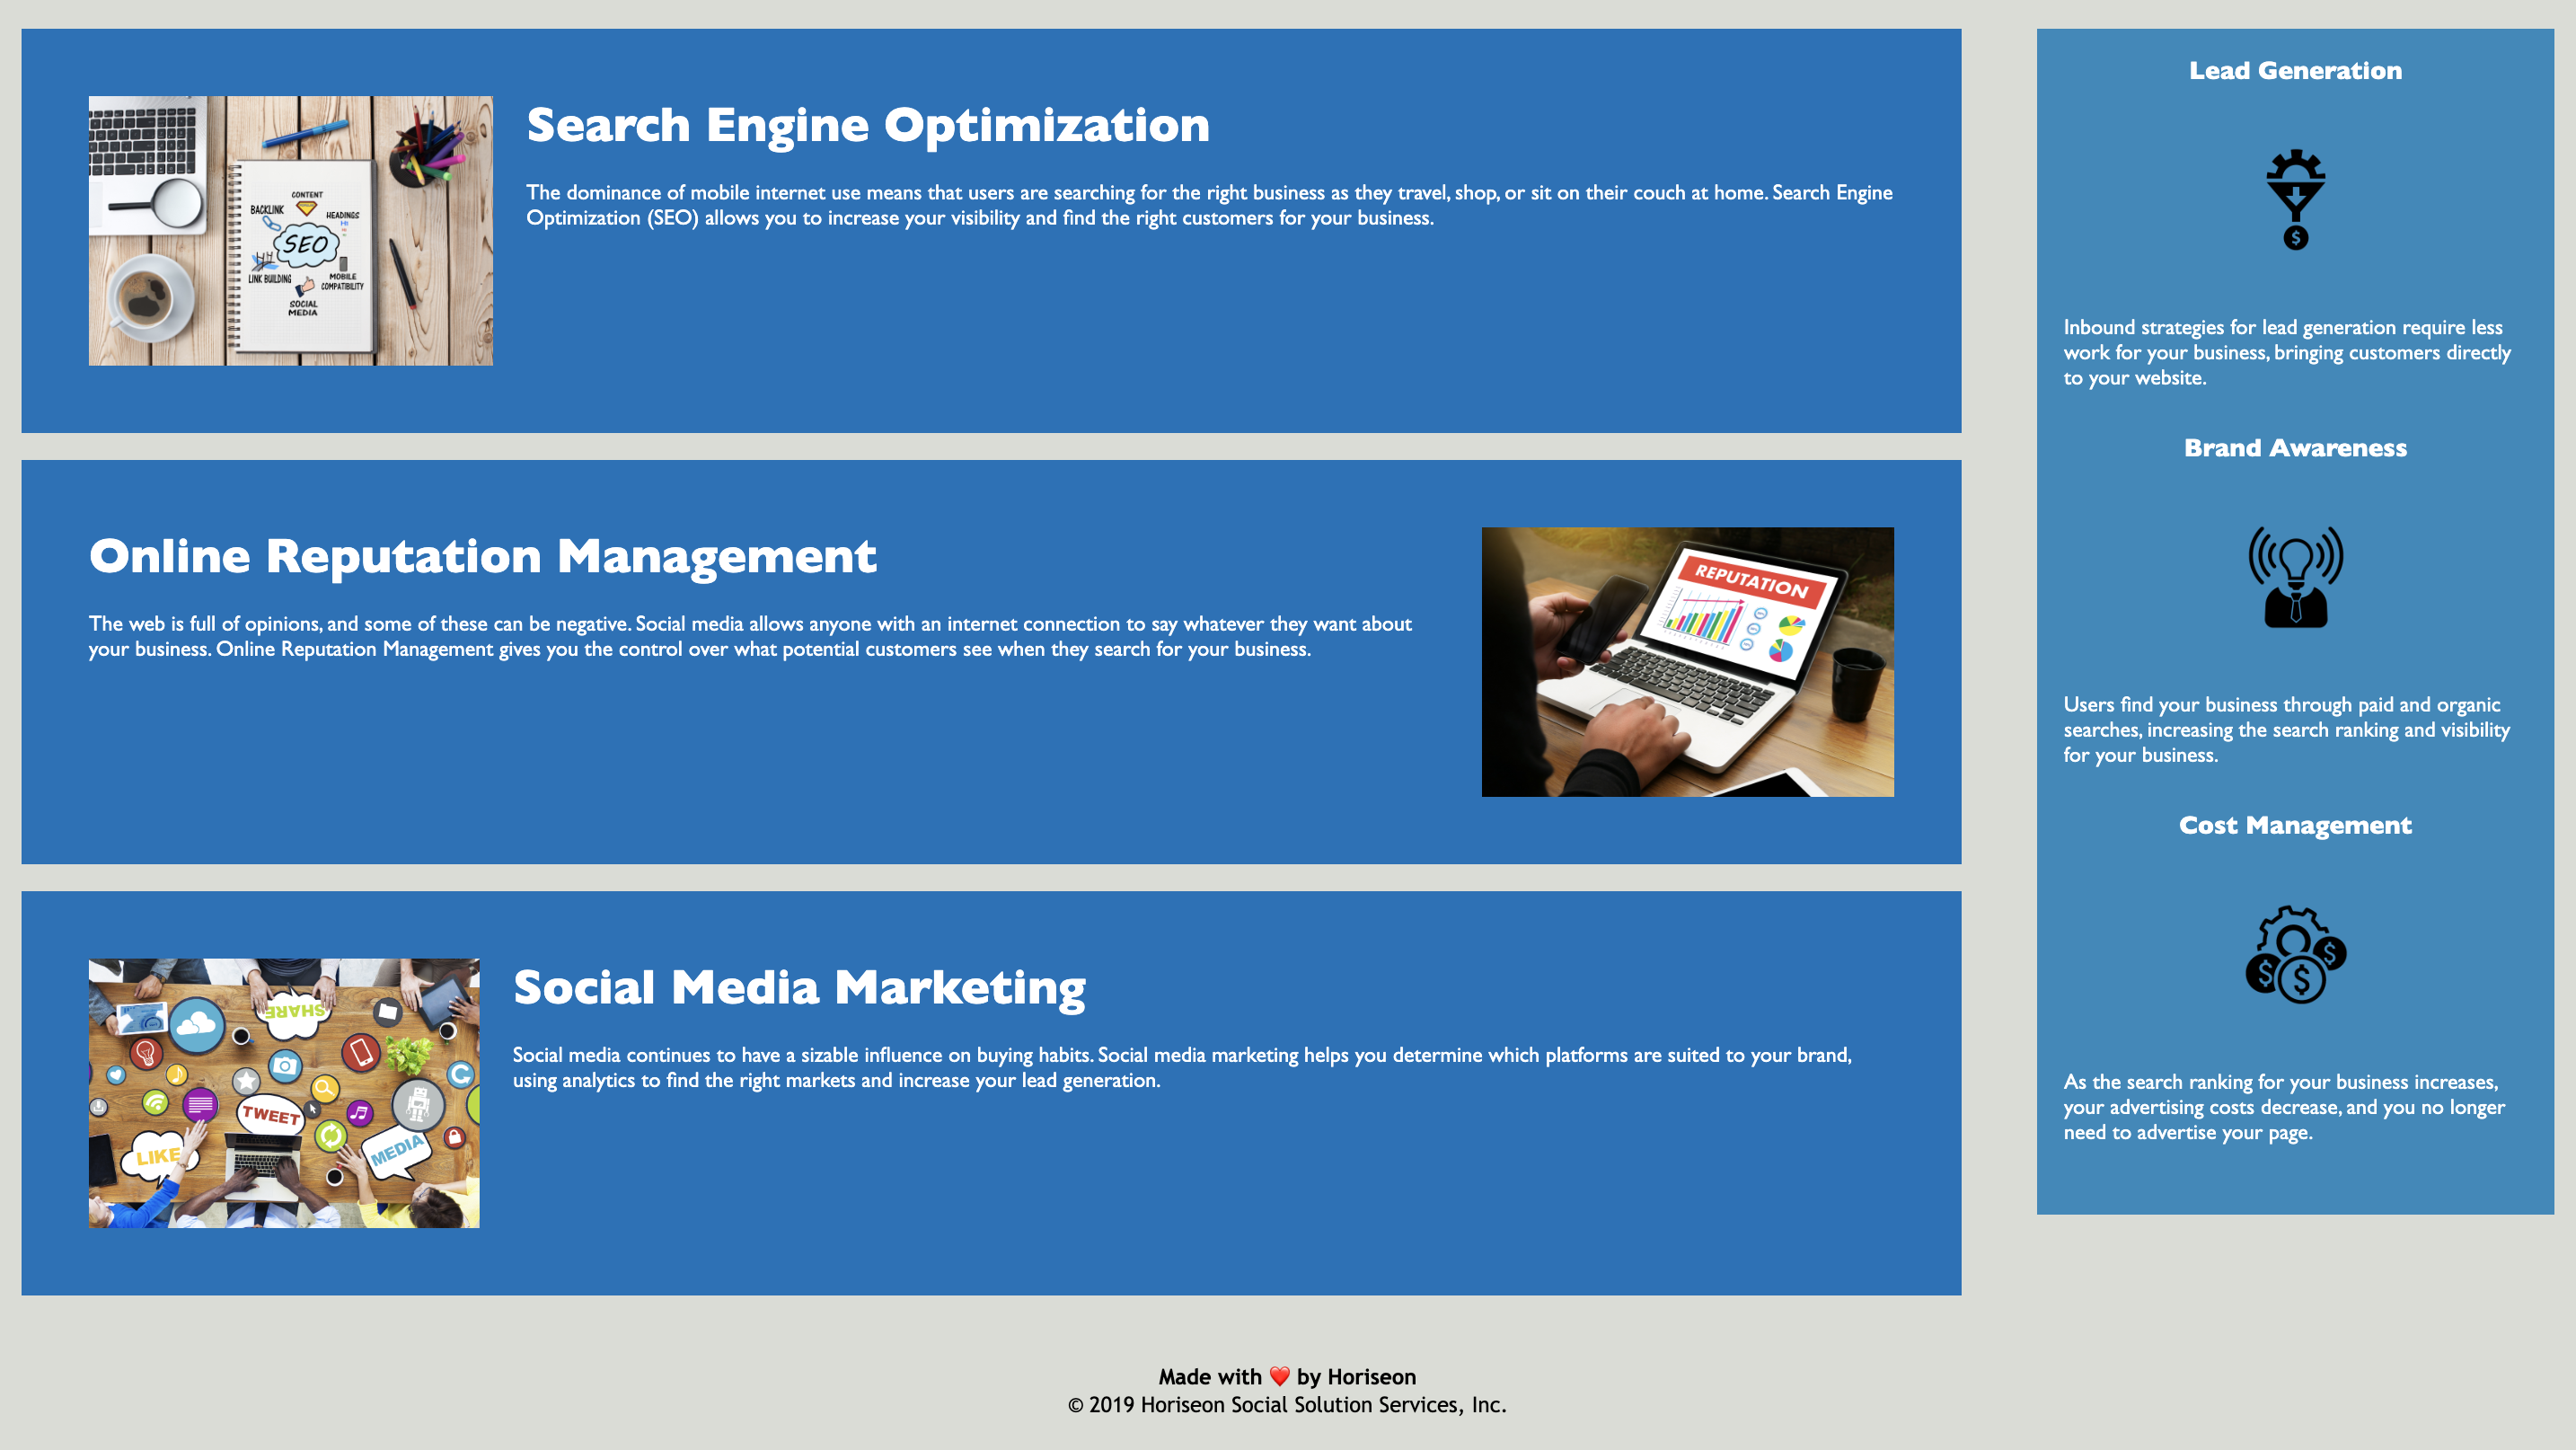 Search Engine Optimization
The dominance of mobile internet use means that users are searching for the right business as they travel, shop, or sit on their couch at home. Search Engine
Optimization (SEO) allows you to increase your visibility and find the right customers for your business.
CONTENT
BACKLINK
HEADINGS
SEO
LINK BUILDING
MOBILE
COMPATIBILITY
SOCIAL
MEDIA
Online Reputation Management
The web is full of opinions, and some of these can be negative. Social media allows anyone with an internet connection to say whatever they want about
your business. Online Reputation Management gives you the control over what potential customers see when they search for your business.
REPUTATION
Social Media Marketing
Social media continues to have a sizable influence on buying habits. Social media marketing helps you determine which platforms are suited to your brand,
using analytics to find the right markets and increase your lead generation.
SHARE
TWEET
LIKE
MEDIA
Lead Generation
$
Inbound strategies for lead generation require less
work for your business, bringing customers directly
to your website.
Brand Awareness
Users find your business through paid and organic
searches, increasing the search ranking and visibility
for your business.
Cost Management
$
$
$
As the search ranking for your business increases,
your advertising costs decrease, and you no longer
need to advertise your page.
Made with ❤️ by Horiseon
© 2019 Horiseon Social Solution Services, Inc.